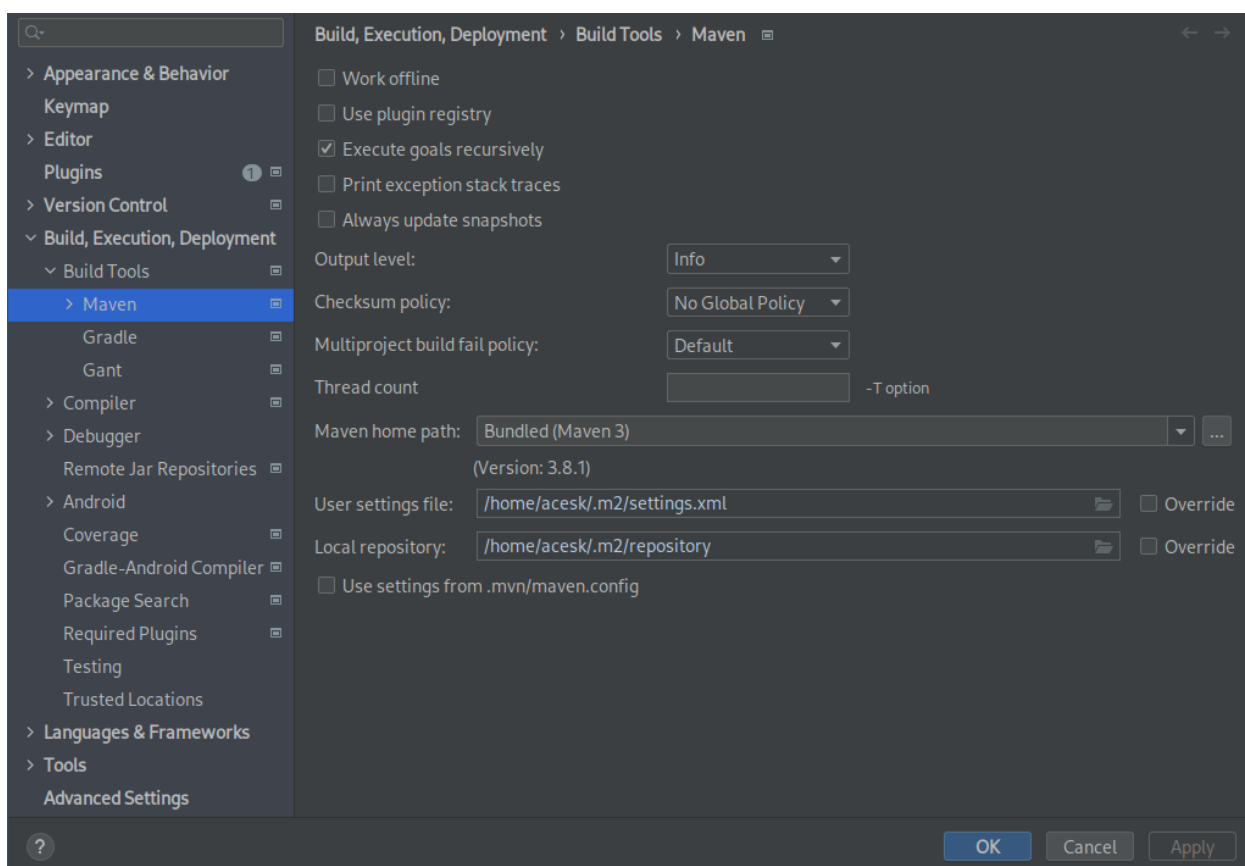 Appearance & Behavior
Keymap
Editor
Plugins 1
Version Control
Build, Execution, Deployment
Build Tools
Maven
Gradle
Gant
Compiler
Debugger
Remote Jar Repositories
Android
Coverage
Gradle-Android Compiler
Package Search
Required Plugins
Testing
Trusted Locations
Languages & Frameworks
Tools
Advanced Settings
?
Build, Execution, Deployment › Build Tools › Maven
Work offline
Use plugin registry
Execute goals recursively
Print exception stack traces
Always update snapshots
Output level: Info
Checksum policy: No Global Policy
Multiproject build fail policy: Default
Thread count -T option
Maven home path: Bundled (Maven 3) ...
(Version: 3.8.1)
User settings file: /home/acesk/.m2/settings.xml Override
Local repository: /home/acesk/.m2/repository Override
Use settings from .mvn/maven.config
OK Cancel Apply